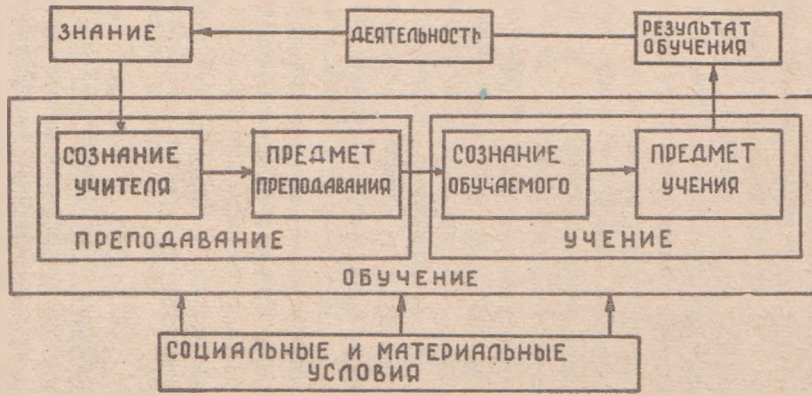 ЗНАНИЕ
ДЕЯТЕЛЬНОСТЬ
РЕЗУЛЬТАТ
ОБУЧЕНИЯ
СОЗНАНИЕ
УЧИТЕЛЯ
ПРЕДМЕТ
ПРЕПОДАВАНИЯ
СОЗНАНИЕ
ОБУЧАЕМОГО
ПРЕДМЕТ
УЧЕНИЯ
ПРЕПОДАВАНИЕ
УЧЕНИЕ
ОБУЧЕНИЕ
СОЦИАЛЬНЫЕ И МАТЕРИАЛЬНЫЕ
УСЛОВИЯ